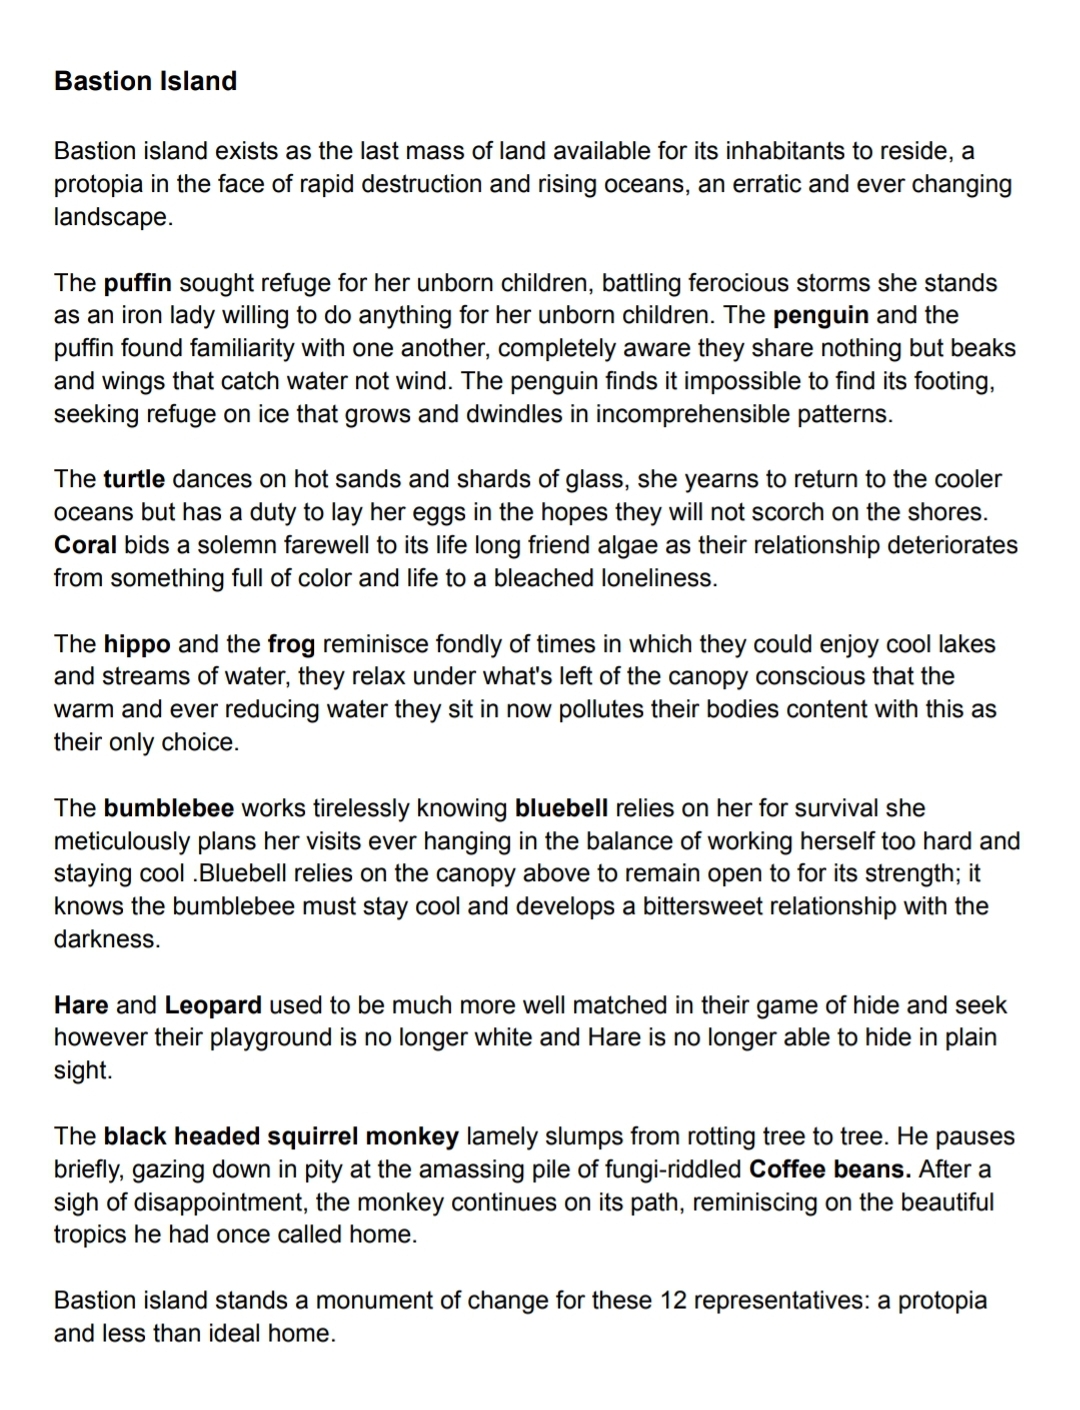 Bastion Island
Bastion island exists as the last mass of land available for its inhabitants to reside, a
protopia in the face of rapid destruction and rising oceans, an erratic and ever changing
landscape.
The puffin sought refuge for her unborn children, battling ferocious storms she stands
as an iron lady willing to do anything for her unborn children. The penguin and the
puffin found familiarity with one another, completely aware they share nothing but beaks
and wings that catch water not wind. The penguin finds it impossible to find its footing,
seeking refuge on ice that grows and dwindles in incomprehensible patterns.
The turtle dances on hot sands and shards of glass, she yearns to return to the cooler
oceans but has a duty to lay her eggs in the hopes they will not scorch on the shores.
Coral bids a solemn farewell to its life long friend algae as their relationship deteriorates
from something full of color and life to a bleached loneliness.
The hippo and the frog reminisce fondly of times in which they could enjoy cool lakes
and streams of water, they relax under what's left of the canopy conscious that the
warm and ever reducing water they sit in now pollutes their bodies content with this as
their only choice.
The bumblebee works tirelessly knowing bluebell relies on her for survival she
meticulously plans her visits ever hanging in the balance of working herself too hard and
staying cool .Bluebell relies on the canopy above to remain open to for its strength; it
knows the bumblebee must stay cool and develops a bittersweet relationship with the
darkness.
Hare and Leopard used to be much more well matched in their game of hide and seek
however their playground is no longer white and Hare is no longer able to hide in plain
sight.
The black headed squirrel monkey lamely slumps from rotting tree to tree. He pauses
briefly, gazing down in pity at the amassing pile of fungi-riddled Coffee beans. After a
sigh of disappointment, the monkey continues on its path, reminiscing on the beautiful
tropics he had once called home.
Bastion island stands a monument of change for these 12 representatives: a protopia
and less than ideal home.